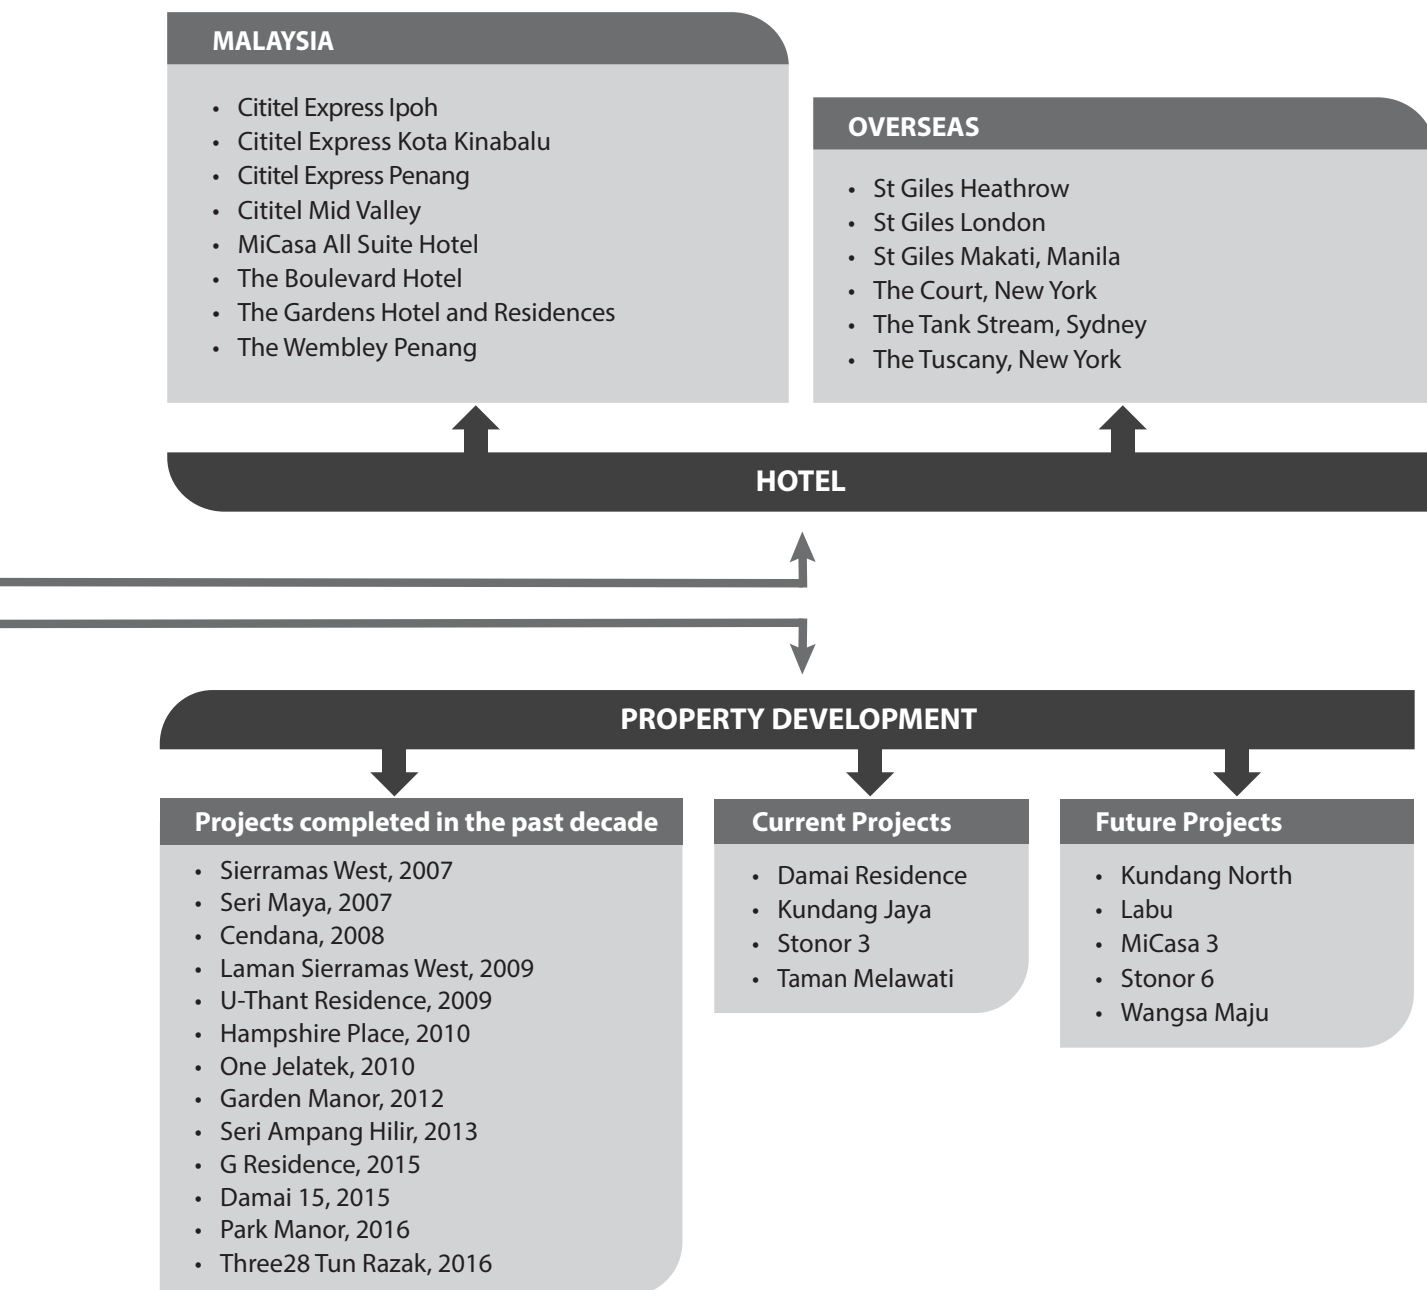 MALAYSIA
• Cititel Express Ipoh
• Cititel Express Kota Kinabalu
• Cititel Express Penang
• Cititel Mid Valley
• MiCasa All Suite Hotel
• The Boulevard Hotel
• The Gardens Hotel and Residences
• The Wembley Penang
OVERSEAS
• St Giles Heathrow
• St Giles London
• St Giles Makati, Manila
• The Court, New York
• The Tank Stream, Sydney
• The Tuscany, New York
HOTEL
PROPERTY DEVELOPMENT
Projects completed in the past decade
• Sierramas West, 2007
• Seri Maya, 2007
• Cendana, 2008
• Laman Sierramas West, 2009
• U-Thant Residence, 2009
• Hampshire Place, 2010
• One Jelatek, 2010
• Garden Manor, 2012
• Seri Ampang Hilir, 2013
• G Residence, 2015
• Damai 15, 2015
• Park Manor, 2016
• Three28 Tun Razak, 2016
Current Projects
• Damai Residence
• Kundang Jaya
• Stonor 3
• Taman Melawati
Future Projects
• Kundang North
• Labu
• MiCasa 3
• Stonor 6
• Wangsa Maju